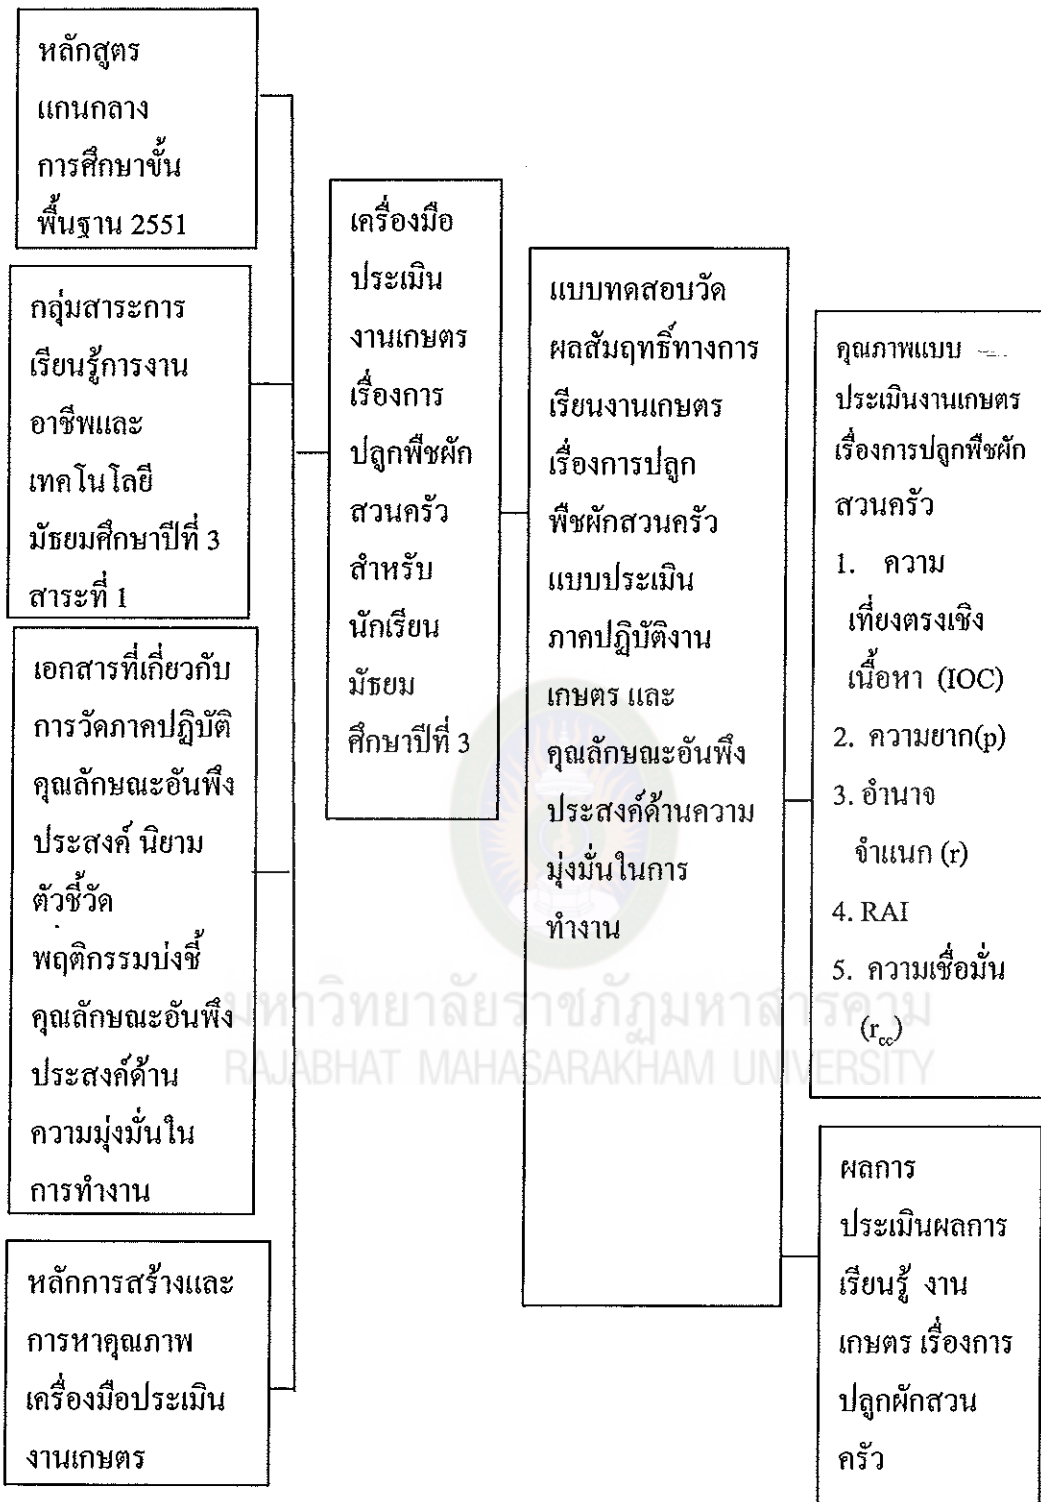 หลักสูตร
แกนกลาง
การศึกษาขั้น
พื้นฐาน 2551
กลุ่มสาระการ
เรียนรู้การงาน
อาชีพและ
เทคโนโลยี
มัธยมศึกษาปีที่ 3
สาระที่ 1
เอกสารที่เกี่ยวกับ
การวัดภาคปฏิบัติ
คุณลักษณะอันพึง
ประสงค์ นิยาม
ตัวชี้วัด
พฤติกรรมบ่งชี้
คุณลักษณะอันพึง
ประสงค์ด้าน
ความมุ่งมั่นใน
การทำงาน
หลักการสร้างและ
การหาคุณภาพ
เครื่องมือประเมิน
งานเกษตร
เครื่องมือ
ประเมิน
งานเกษตร
เรื่องการ
ปลูกพืชผัก
สวนครัว
สำหรับ
นักเรียน
มัธยม
ศึกษาปีที่ 3
แบบทดสอบวัด
ผลสัมฤทธิ์ทางการ
เรียนงานเกษตร
เรื่องการปลูก
พืชผักสวนครัว
แบบประเมิน
ภาคปฏิบัติงาน
เกษตร และ
คุณลักษณะอันพึง
ประสงค์ด้านความ
มุ่งมั่นในการ
ทำงาน
คุณภาพแบบ
ประเมินงานเกษตร
เรื่องการปลูกพืชผัก
สวนครัว
1. ความ
เที่ยงตรงเชิง
เนื้อหา (IOC)
2. ความยาก(p)
3. อำนาจ
จำแนก (r)
4. RAI
5. ความเชื่อมั่น
(r_cc)
ผลการ
ประเมินผลการ
เรียนรู้ งาน
เกษตร เรื่องการ
ปลูกผักสวน
ครัว
มหาวิทยาลัยราชภัฏมหาสารคาม
RAJABHAT MAHASARAKHAM UNIVERSITY